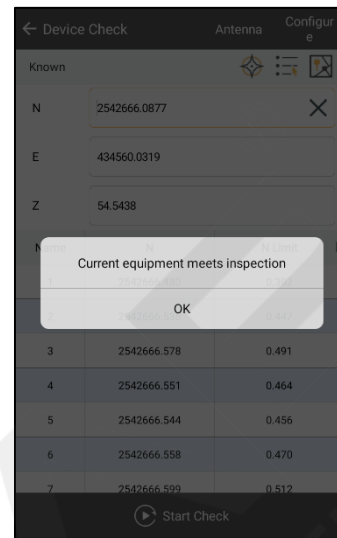 Device Check Antenna Configur
e
Known
N 2542666.0877
E 434560.0319
Z 54.5438
Current equipment meets inspection
OK
3 2542666.578 0.491
4 2542666.551 0.464
5 2542666.544 0.456
6 2542666.558 0.470
7 2542666.599 0.512
Start Check